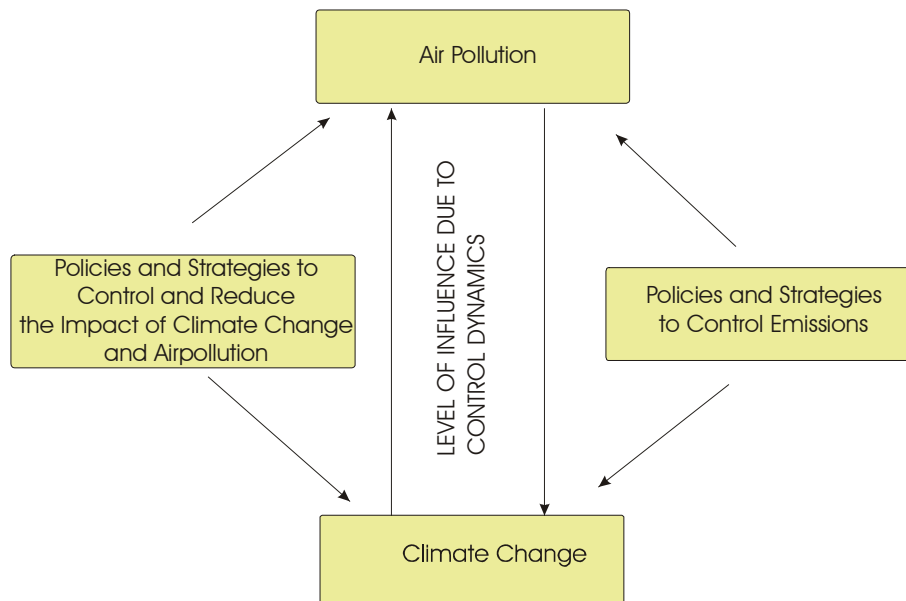 Air Pollution
LEVEL OF INFLUENCE DUE TO
CONTROL DYNAMICS
Policies and Strategies to
Control and Reduce
the Impact of Climate Change
and Airpollution
Policies and Strategies
to Control Emissions
Climate Change